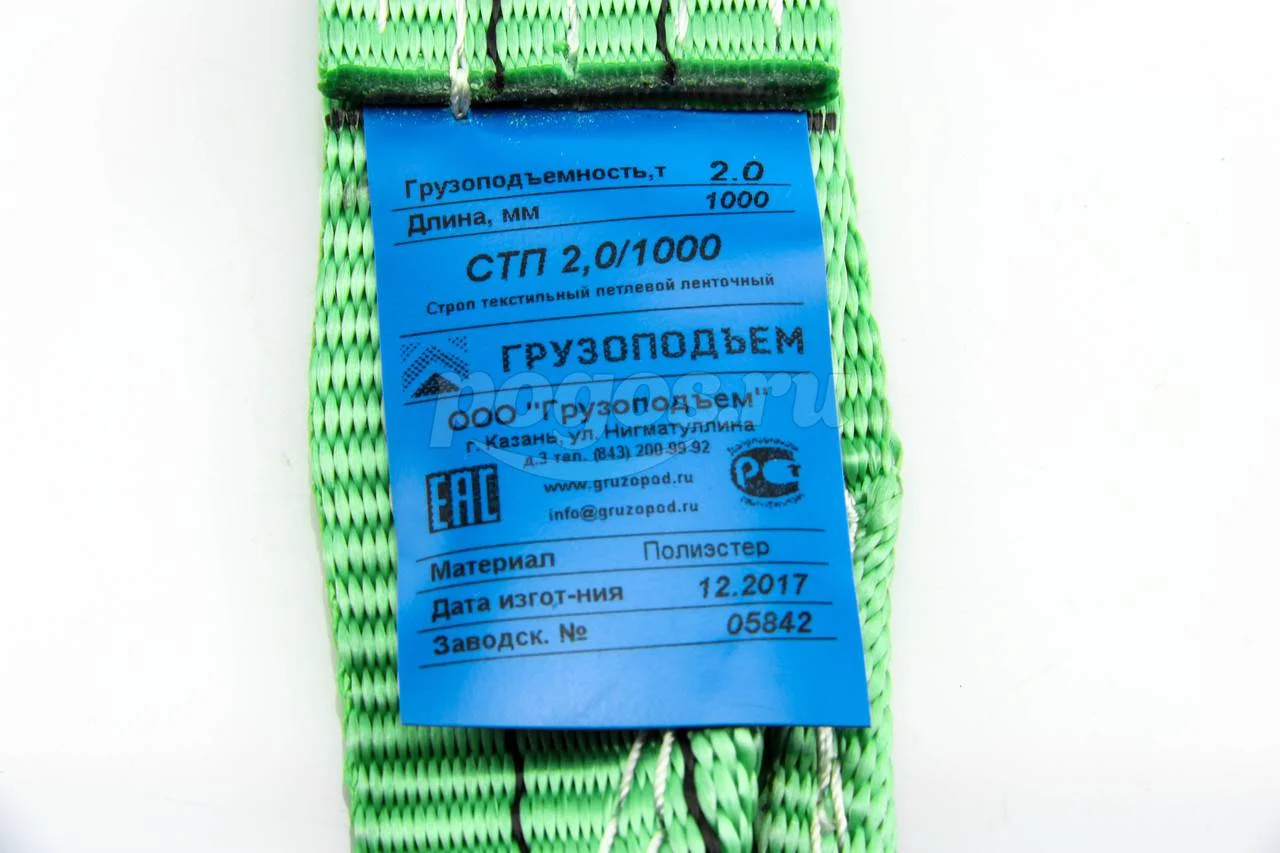 Грузоподъемность,т 2.0
Длина, мм 1000
СТП 2,0/1000
Строп текстильный петлевой ленточный
ГРУЗОПОДЪЕМ
pogos.ru
ООО "Грузоподъем"
г. Казань, ул. Нигматуллина
д.3 тел. (843) 200-99-92
www.gruzopod.ru
info@gruzopod.ru
EAC
РСТ
Материал Полиэстер
Дата изгот-ния 12.2017
Заводск. № 05842